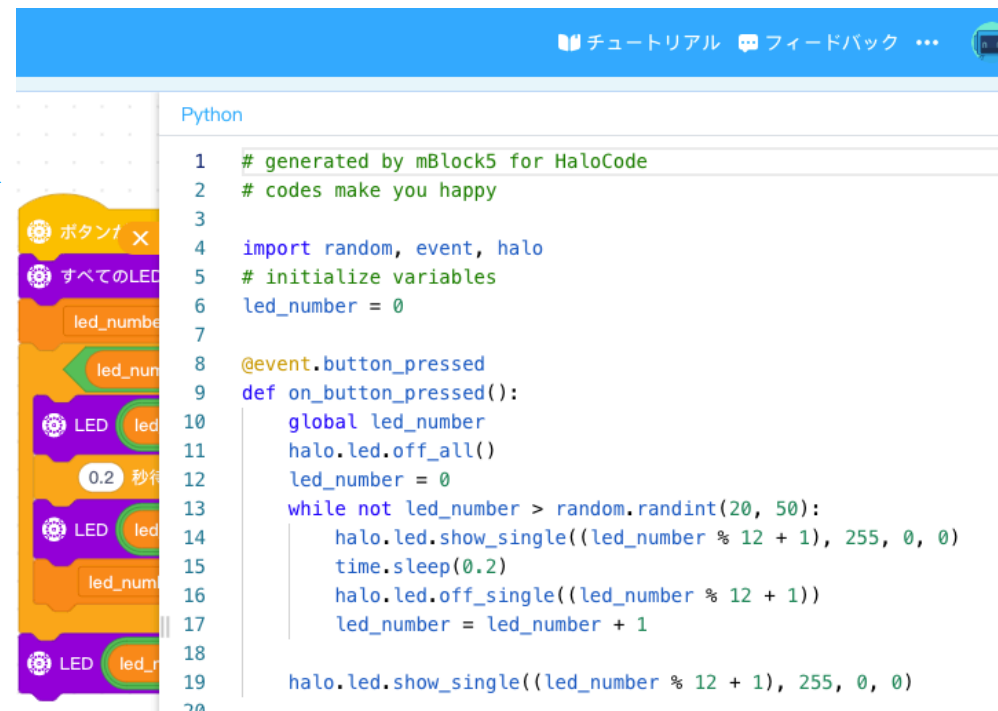 チュートリアル フィードバック •••
Python
1 # generated by mBlock5 for HaloCode
2 # codes make you happy
3
4 import random, event, halo
5 # initialize variables
6 led_number = 0
7
8 @event.button_pressed
9 def on_button_pressed():
10 global led_number
11 halo.led.off_all()
12 led_number = 0
13 while not led_number > random.randint(20, 50):
14 halo.led.show_single((led_number % 12 + 1), 255, 0, 0)
15 time.sleep(0.2)
16 halo.led.off_single((led_number % 12 + 1))
17 led_number = led_number + 1
18
19 halo.led.show_single((led_number % 12 + 1), 255, 0, 0)
20
ボタン
すべてのLED
led_numbe
led_num
LED led
0.2 秒待
LED led
led_num
LED led_r